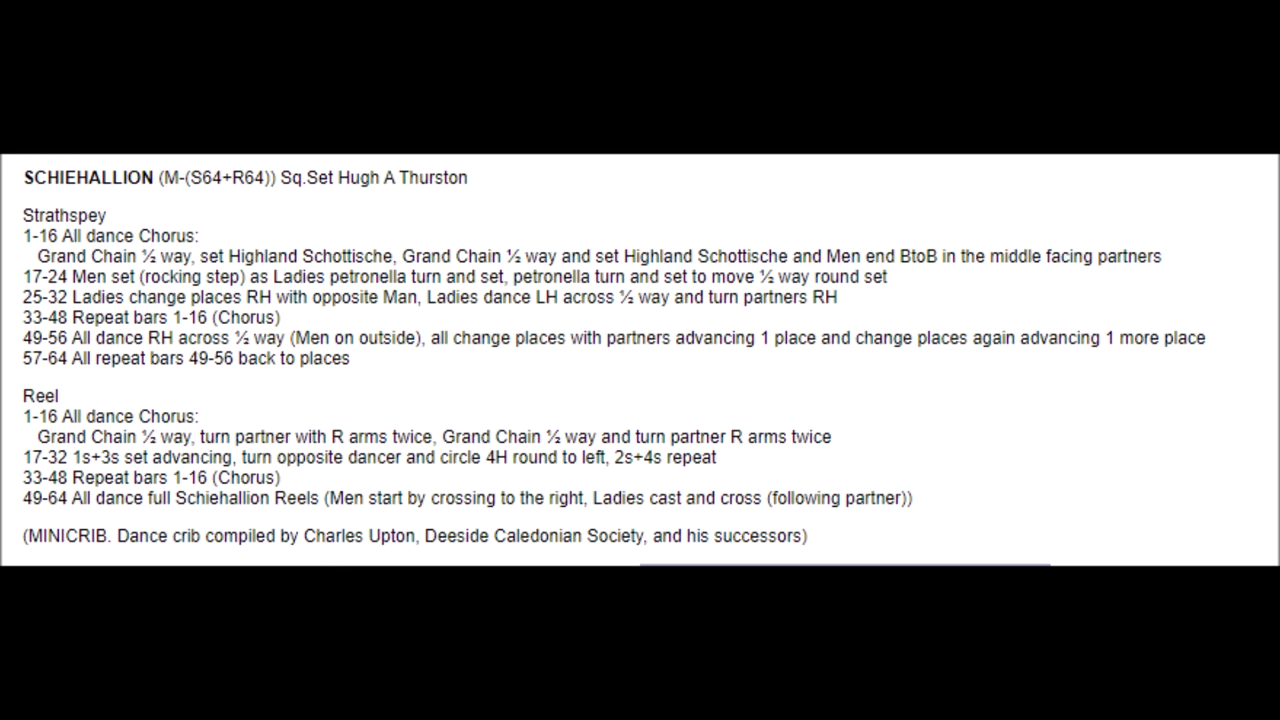 SCHIEHALLION (M-(S64+R64)) Sq.Set Hugh A Thurston
Strathspey
1-16 All dance Chorus:
Grand Chain ½ way, set Highland Schottische, Grand Chain ½ way and set Highland Schottische and Men end BtoB in the middle facing partners
17-24 Men set (rocking step) as Ladies petronella turn and set, petronella turn and set to move ½ way round set
25-32 Ladies change places RH with opposite Man, Ladies dance LH across ½ way and turn partners RH
33-48 Repeat bars 1-16 (Chorus)
49-56 All dance RH across ½ way (Men on outside), all change places with partners advancing 1 place and change places again advancing 1 more place
57-64 All repeat bars 49-56 back to places
Reel
1-16 All dance Chorus:
Grand Chain ½ way, turn partner with R arms twice, Grand Chain ½ way and turn partner R arms twice
17-32 1s+3s set advancing, turn opposite dancer and circle 4H round to left, 2s+4s repeat
33-48 Repeat bars 1-16 (Chorus)
49-64 All dance full Schiehallion Reels (Men start by crossing to the right, Ladies cast and cross (following partner))
(MINICRIB. Dance crib compiled by Charles Upton, Deeside Caledonian Society, and his successors)